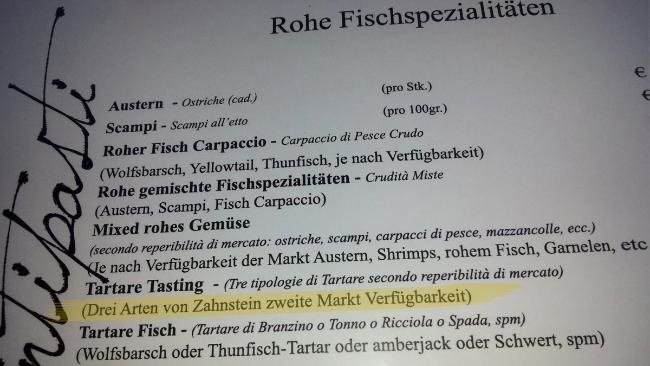 Rohe Fischspezialitäten
Antipasti
€
Austern - Ostriche (cad.) (pro Stk.)
€
Scampi - Scampi all'etto (pro 100gr.)
Roher Fisch Carpaccio - Carpaccio di Pesce Crudo
(Wolfsbarsch, Yellowtail, Thunfisch, je nach Verfügbarkeit)
Rohe gemischte Fischspezialitäten - Crudità Miste
(Austern, Scampi, Fisch Carpaccio)
Mixed rohes Gemüse
(secondo reperibilità di mercato: ostriche, scampi, carpacci di pesce, mazzancolle, ecc.)
(Je nach Verfügbarkeit der Markt Austern, Shrimps, rohem Fisch, Garnelen, etc
Tartare Tasting - (Tre tipologie di Tartare secondo reperibilità di mercato)
(Drei Arten von Zahnstein zweite Markt Verfügbarkeit)
Tartare Fisch - (Tartare di Branzino o Tonno o Ricciola o Spada, spm)
(Wolfsbarsch oder Thunfisch-Tartar oder amberjack oder Schwert, spm)